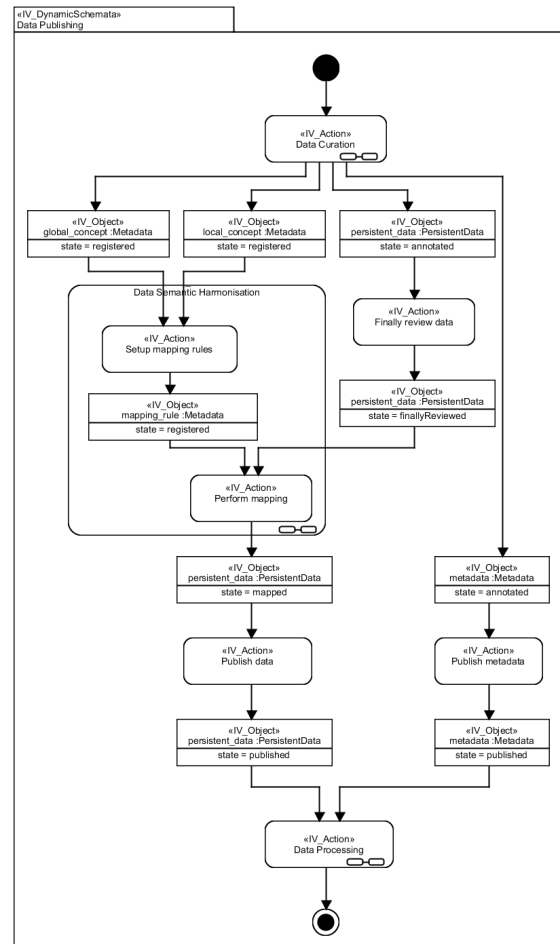 «IV_DynamicSchemata»
Data Publishing
«IV_Action»
Data Curation
«IV_Object»
global_concept :Metadata
state = registered
«IV_Object»
local_concept :Metadata
state = registered
«IV_Object»
persistent_data :PersistentData
state = annotated
Data Semantic Harmonisation
«IV_Action»
Setup mapping rules
«IV_Action»
Finally review data
«IV_Object»
mapping_rule :Metadata
state = registered
«IV_Object»
persistent_data :PersistentData
state = finallyReviewed
«IV_Action»
Perform mapping
«IV_Object»
persistent_data :PersistentData
state = mapped
«IV_Object»
metadata :Metadata
state = annotated
«IV_Action»
Publish data
«IV_Action»
Publish metadata
«IV_Object»
persistent_data :PersistentData
state = published
«IV_Object»
metadata :Metadata
state = published
«IV_Action»
Data Processing